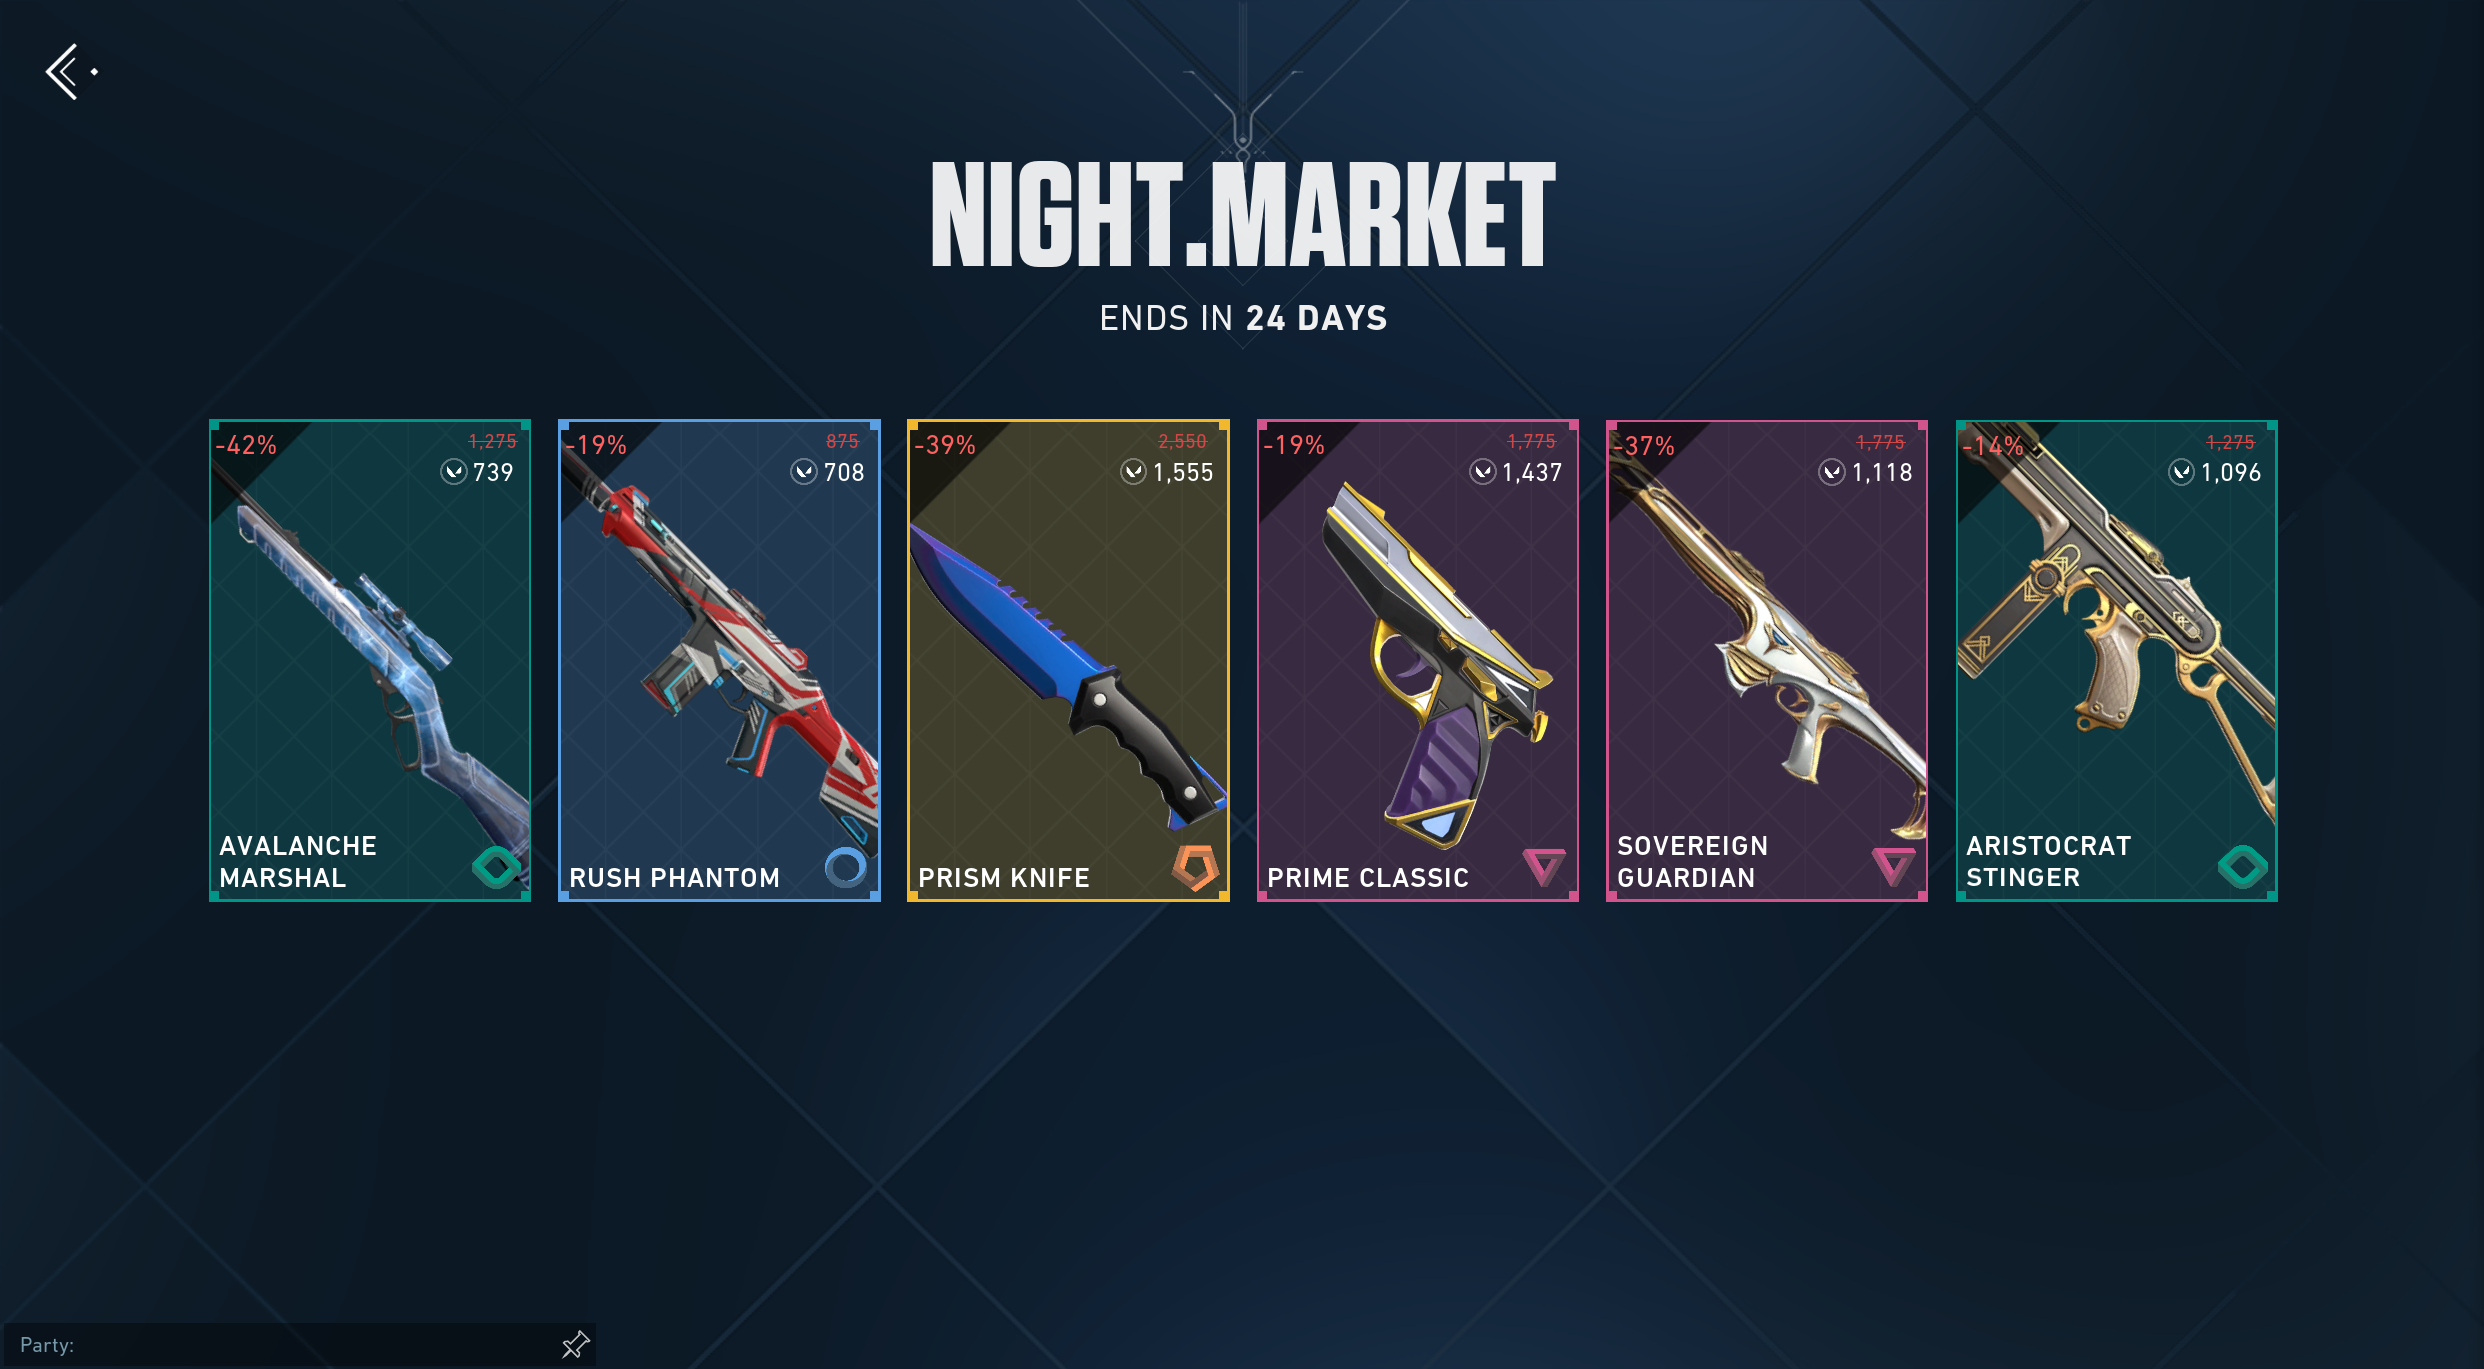 NIGHT.MARKET
ENDS IN 24 DAYS
-42%
1,275
739
AVALANCHE
MARSHAL
-19%
875
708
RUSH PHANTOM
-39%
2,550
1,555
PRISM KNIFE
-19%
1,775
1,437
PRIME CLASSIC
-37%
1,775
1,118
SOVEREIGN
GUARDIAN
-14%
1,275
1,096
ARISTOCRAT
STINGER
Party: